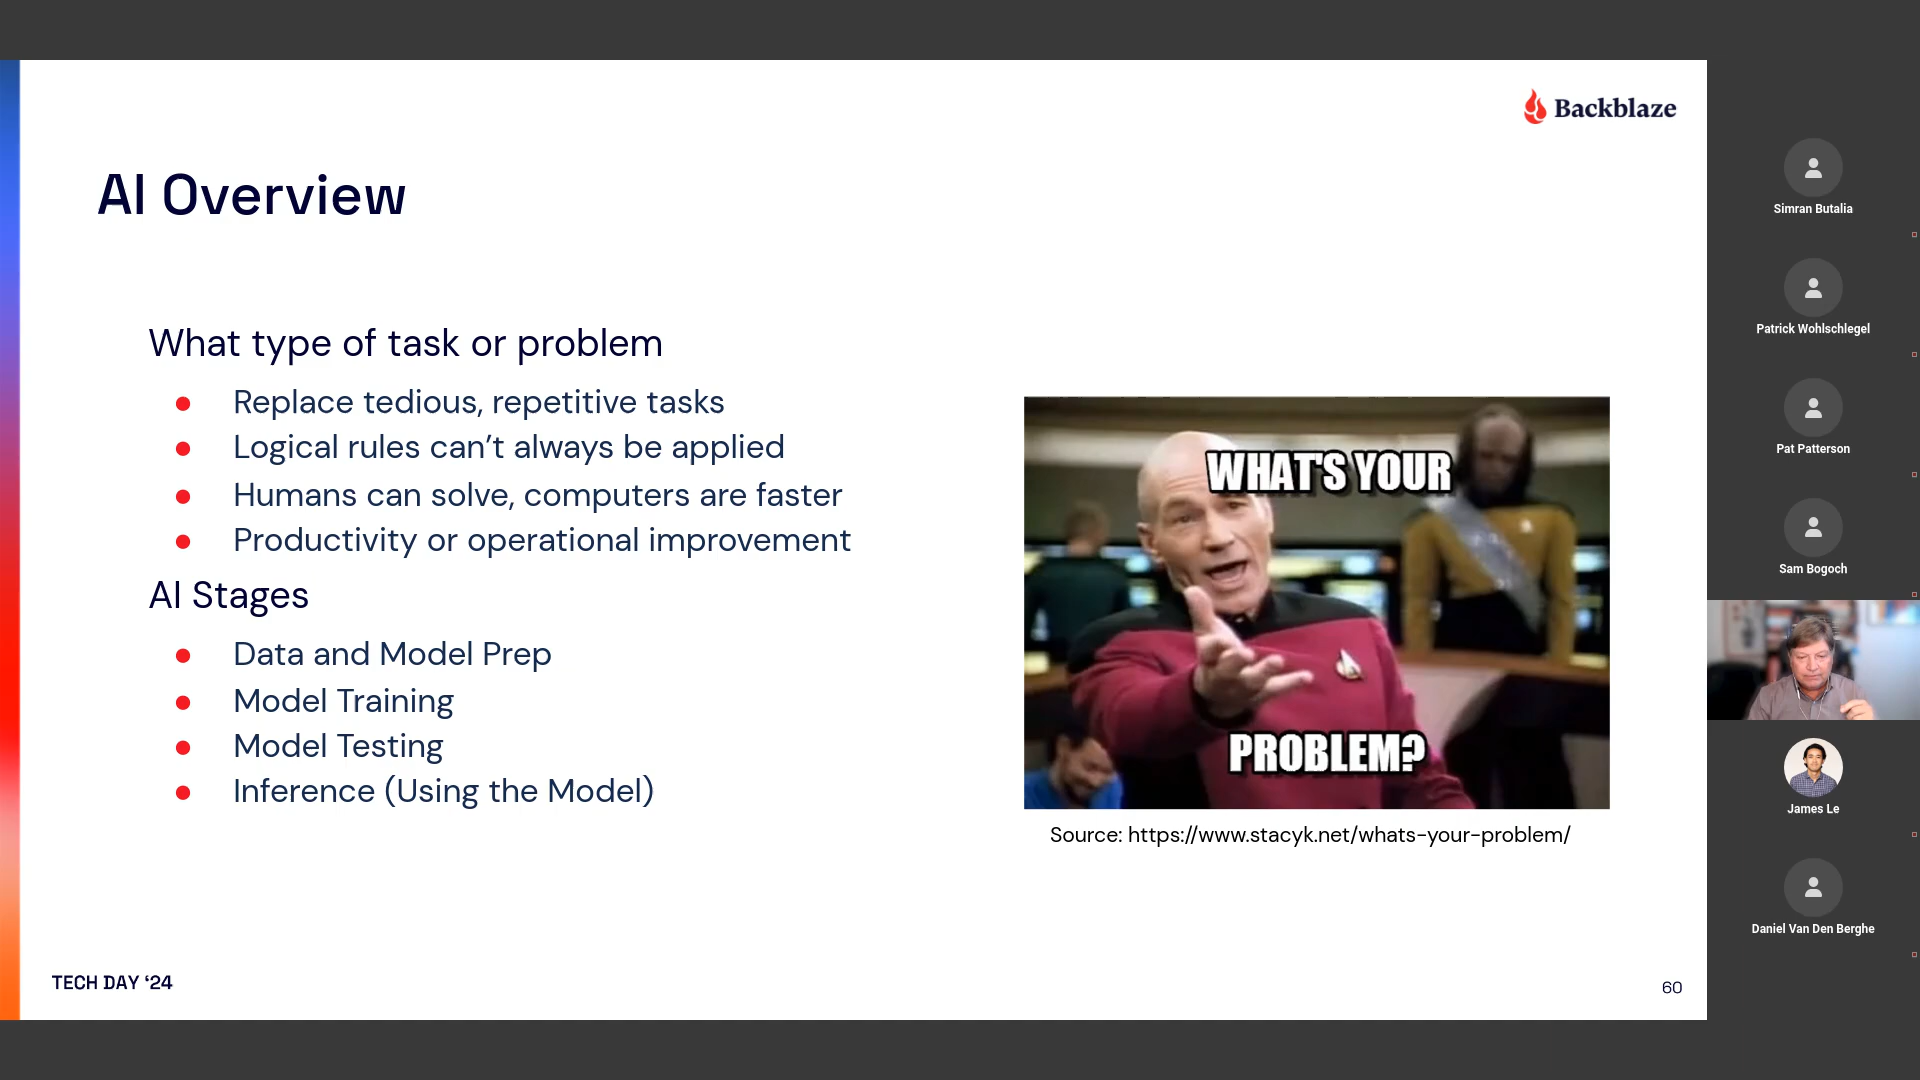 Backblaze
AI Overview
What type of task or problem
Replace tedious, repetitive tasks
Logical rules can’t always be applied
Humans can solve, computers are faster
Productivity or operational improvement
AI Stages
Data and Model Prep
Model Training
Model Testing
Inference (Using the Model)
WHAT'S YOUR
PROBLEM?
Source: https://www.stacyk.net/whats-your-problem/
TECH DAY ‘24
60
Simran Butalia
Patrick Wohlschlegel
Pat Patterson
Sam Bogoch
James Le
Daniel Van Den Berghe